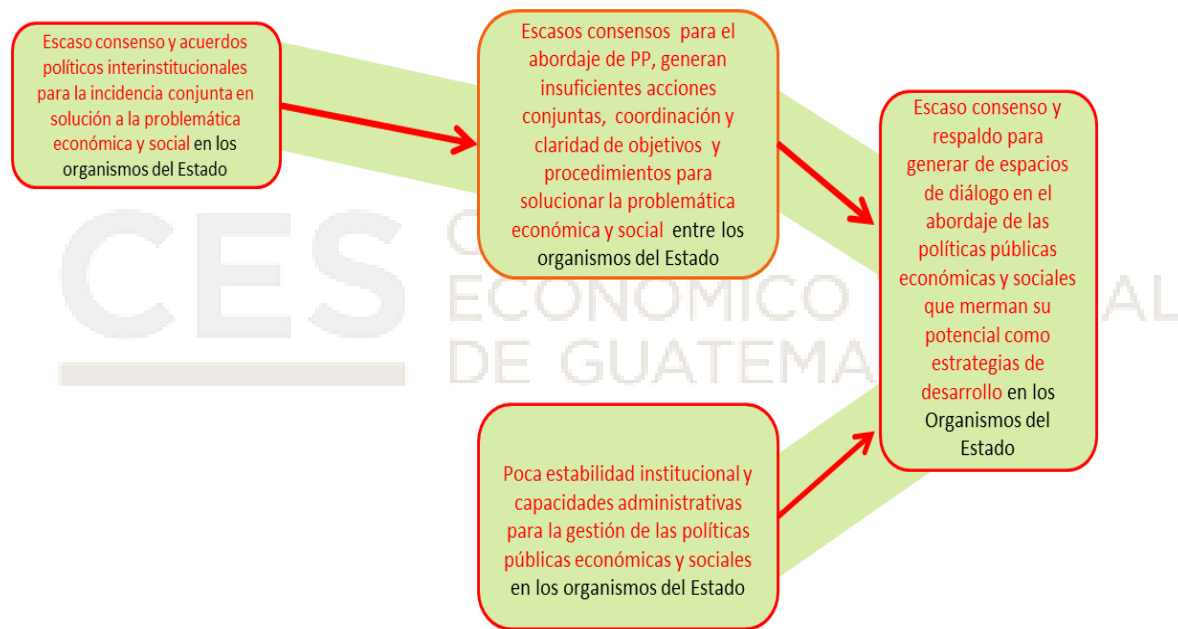 Escaso consenso y acuerdos
políticos interinstitucionales
para la incidencia conjunta en
solución a la problemática
económica y social en los
organismos del Estado
Escasos consensos para el
abordaje de PP, generan
insuficientes acciones
conjuntas, coordinación y
claridad de objetivos y
procedimientos para
solucionar la problemática
económica y social entre los
organismos del Estado
Escaso consenso y
respaldo para
generar de espacios
de diálogo en el
abordaje de las
políticas públicas
económicas y sociales
que merman su
potencial como
estrategias de
desarrollo en los
Organismos del
Estado
Poca estabilidad institucional y
capacidades administrativas
para la gestión de las políticas
públicas económicas y sociales
en los organismos del Estado
CES
ECONÓMICO
DE